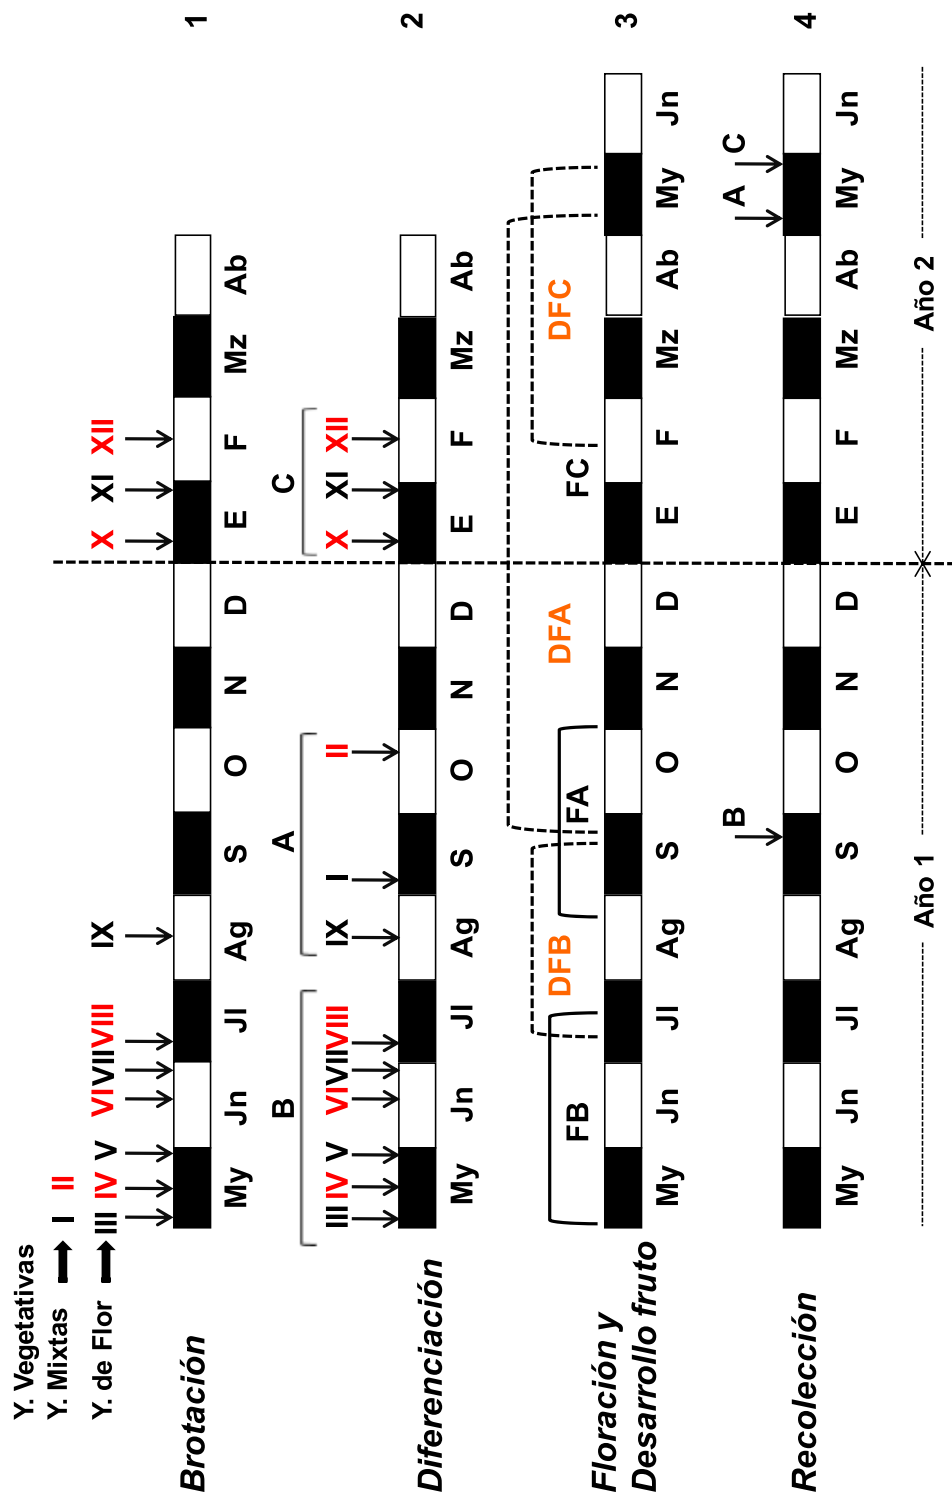 Y. Vegetativas
Y. Mixtas I II
Y. de Flor III IV V VI VII VIII IX X XI XII
Brotación 1
My Jn Jl Ag S O N D E F Mz Ab
B A C
III IV V VI VII VIII IX I II X XI XII
Diferenciación 2
My Jn Jl Ag S O N D E F Mz Ab
DFB DFA DFC
FB FA FC
Floración y
Desarrollo fruto 3
My Jn Jl Ag S O N D E F Mz Ab My Jn
B A C
Recolección 4
My Jn Jl Ag S O N D E F Mz Ab My Jn
Año 1 Año 2